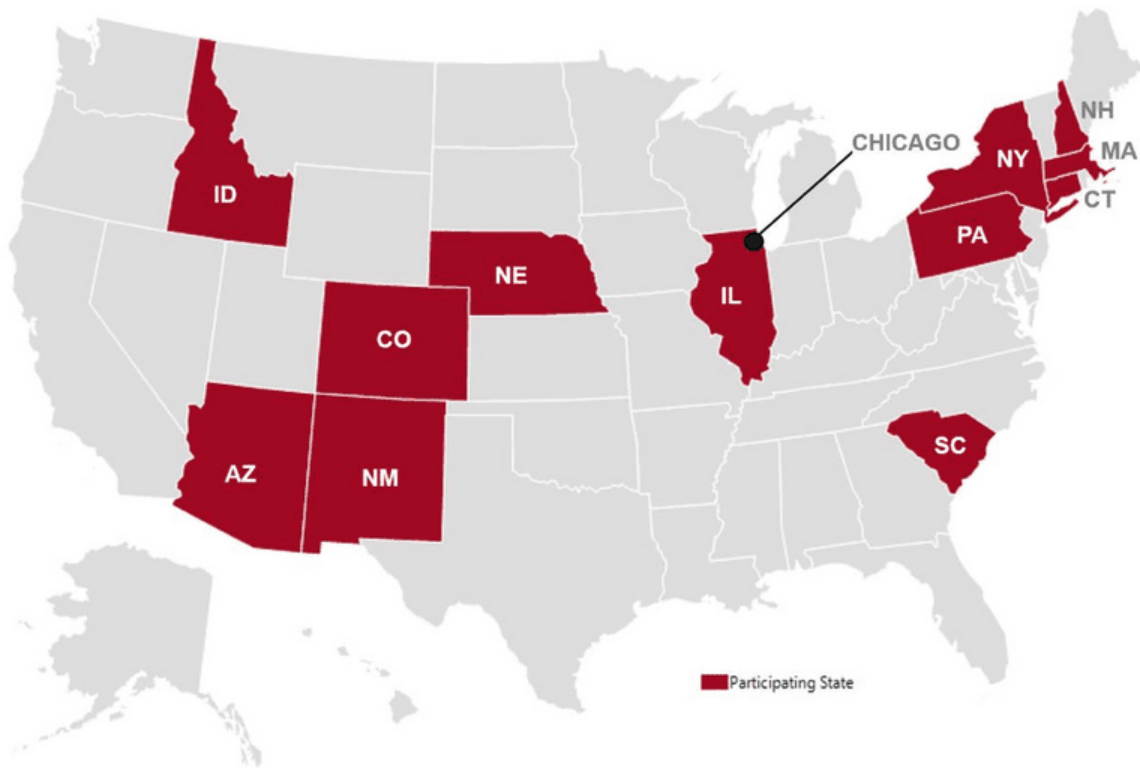 NH
CHICAGO
MA
NY
ID
CT
PA
NE
IL
CO
SC
AZ
NM
Participating State